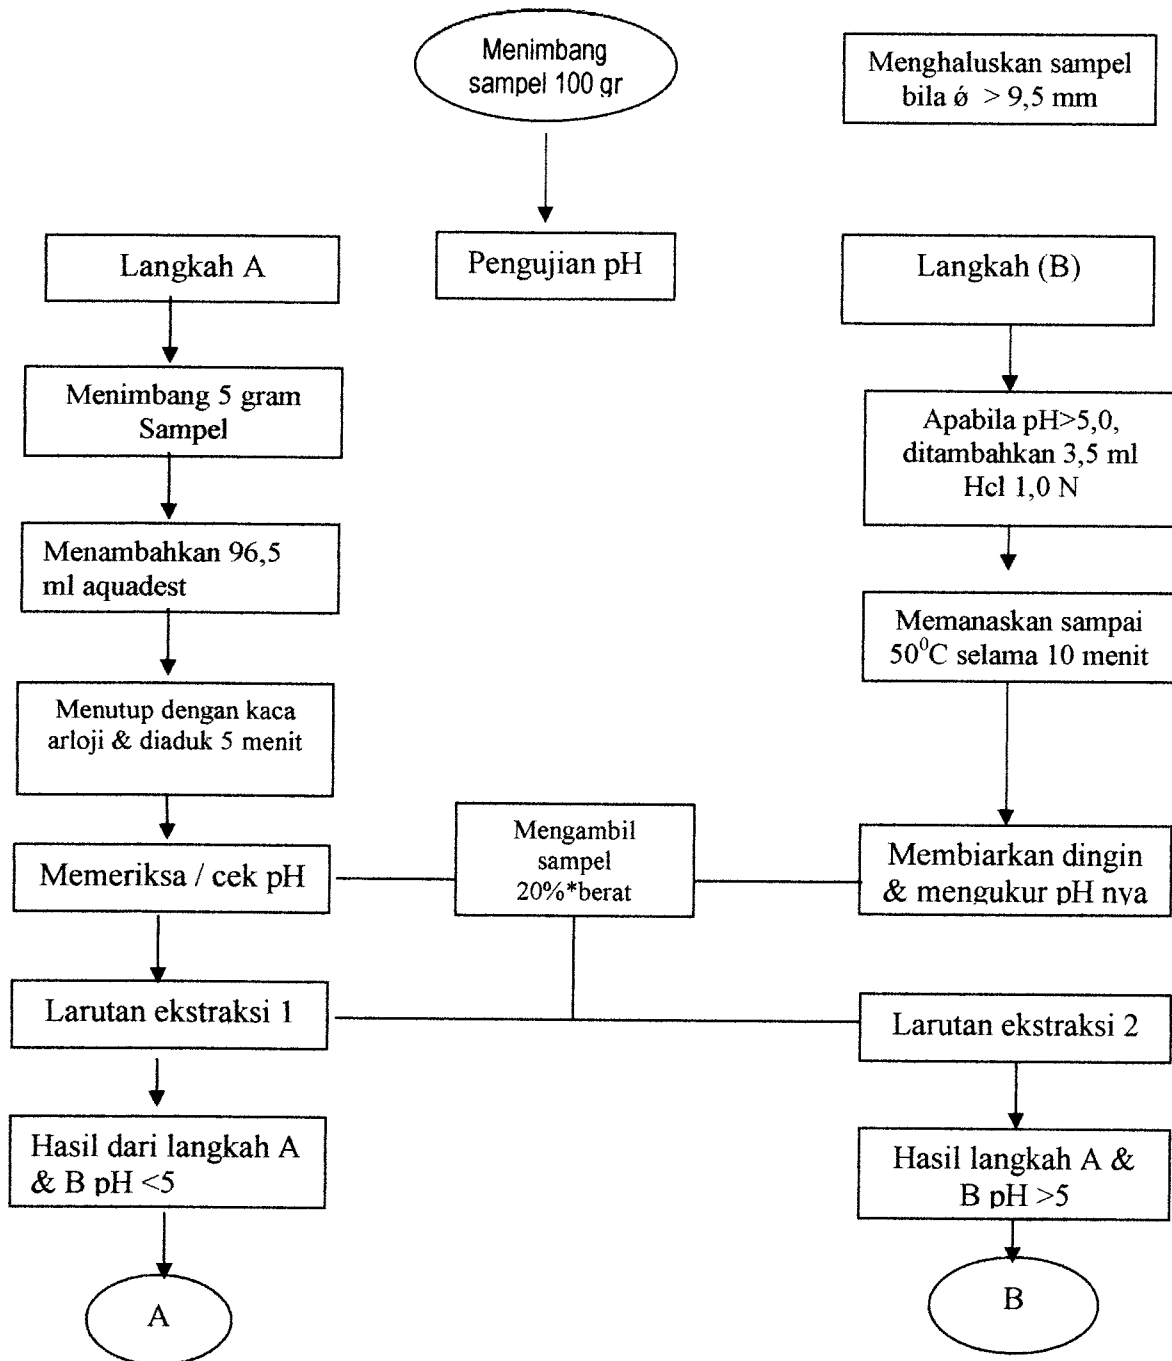 Menimbang
sampel 100 gr
Menghaluskan sampel
bila ǿ > 9,5 mm
Langkah A
Pengujian pH
Langkah (B)
Menimbang 5 gram
Sampel
Apabila pH>5,0,
ditambahkan 3,5 ml
Hcl 1,0 N
Menambahkan 96,5
ml aquadest
Memanaskan sampai
50⁰C selama 10 menit
Menutup dengan kaca
arloji & diaduk 5 menit
Mengambil
sampel
20%*berat
Memeriksa / cek pH
Membiarkan dingin
& mengukur pH nya
Larutan ekstraksi 1
Larutan ekstraksi 2
Hasil dari langkah A
& B pH <5
Hasil langkah A &
B pH >5
A
B